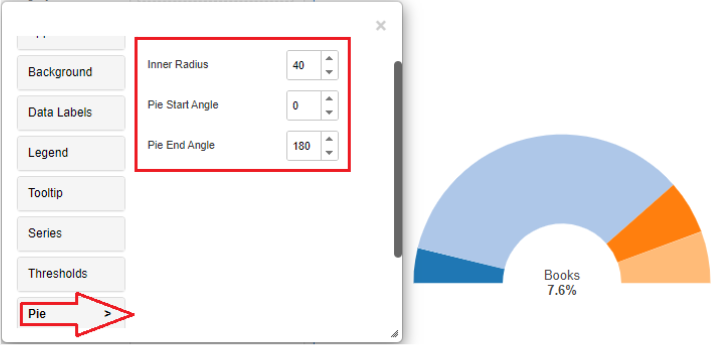 ×
Background
Inner Radius 40
Data Labels
Pie Start Angle 0
Legend
Pie End Angle 180
Tooltip
Series
Thresholds
Pie >
Books
7.6%